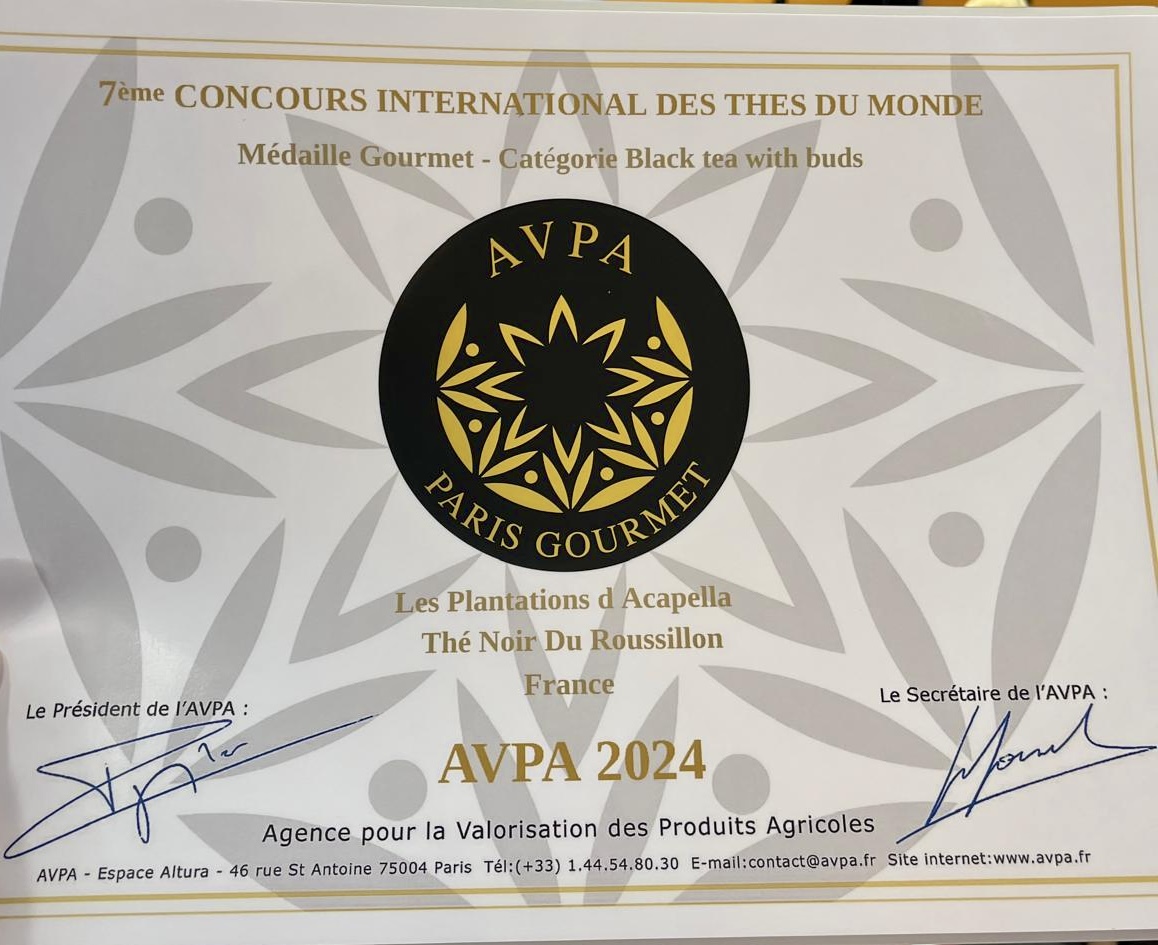 7ème CONCOURS INTERNATIONAL DES THES DU MONDE
Médaille Gourmet - Catégorie Black tea with buds
AVPA
PARIS GOURMET
Les Plantations d Acapella
Thé Noir Du Roussillon
France
Le Président de l'AVPA :
Le Secrétaire de l'AVPA :
AVPA 2024
Agence pour la Valorisation des Produits Agricoles
AVPA - Espace Altura - 46 rue St Antoine 75004 Paris Tél:(+33) 1.44.54.80.30 E-mail:contact@avpa.fr Site internet:www.avpa.fr